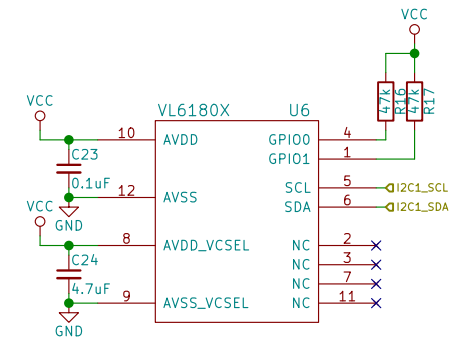 VCC
VL6180X U6
47k R16 47k R17
VCC
10 AVDD GPIO0 4
C23 GPIO1 1
0.1uF
12 AVSS SCL 5 I2C1_SCL
VCC SDA 6 I2C1_SDA
GND
8 AVDD_VCSEL NC 2
C24 NC 3
4.7uF NC 7
9 AVSS_VCSEL NC 11
GND